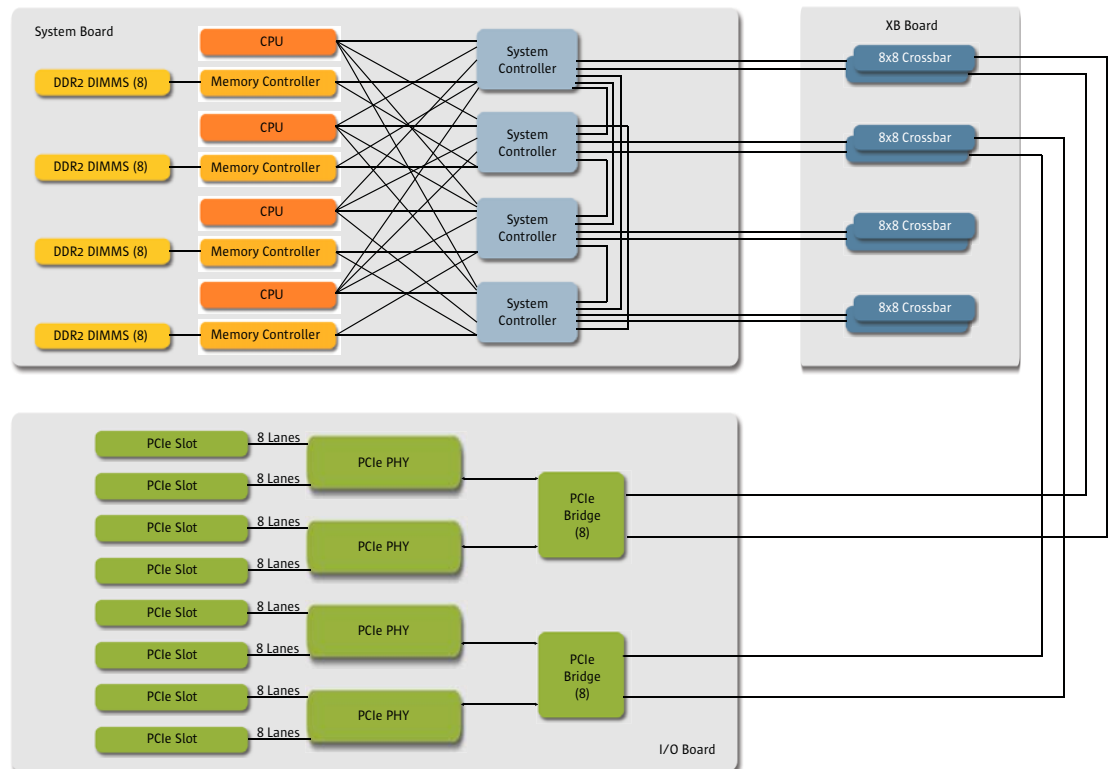 System Board
CPU
DDR2 DIMMS (8)
Memory Controller
CPU
DDR2 DIMMS (8)
Memory Controller
CPU
DDR2 DIMMS (8)
Memory Controller
CPU
DDR2 DIMMS (8)
Memory Controller
System
Controller
System
Controller
System
Controller
System
Controller
XB Board
8x8 Crossbar
8x8 Crossbar
8x8 Crossbar
8x8 Crossbar
PCIe Slot
8 Lanes
PCIe Slot
8 Lanes
PCIe Slot
8 Lanes
PCIe Slot
8 Lanes
PCIe Slot
8 Lanes
PCIe Slot
8 Lanes
PCIe Slot
8 Lanes
PCIe Slot
8 Lanes
PCIe PHY
PCIe PHY
PCIe PHY
PCIe PHY
PCIe
Bridge
(8)
PCIe
Bridge
(8)
I/O Board